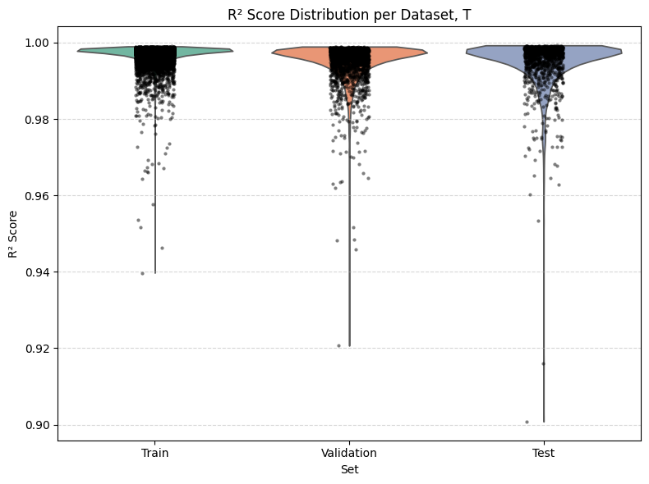 R² Score Distribution per Dataset, T
1.00
0.98
0.96
0.94
0.92
0.90
R² Score
Train
Validation
Test
Set